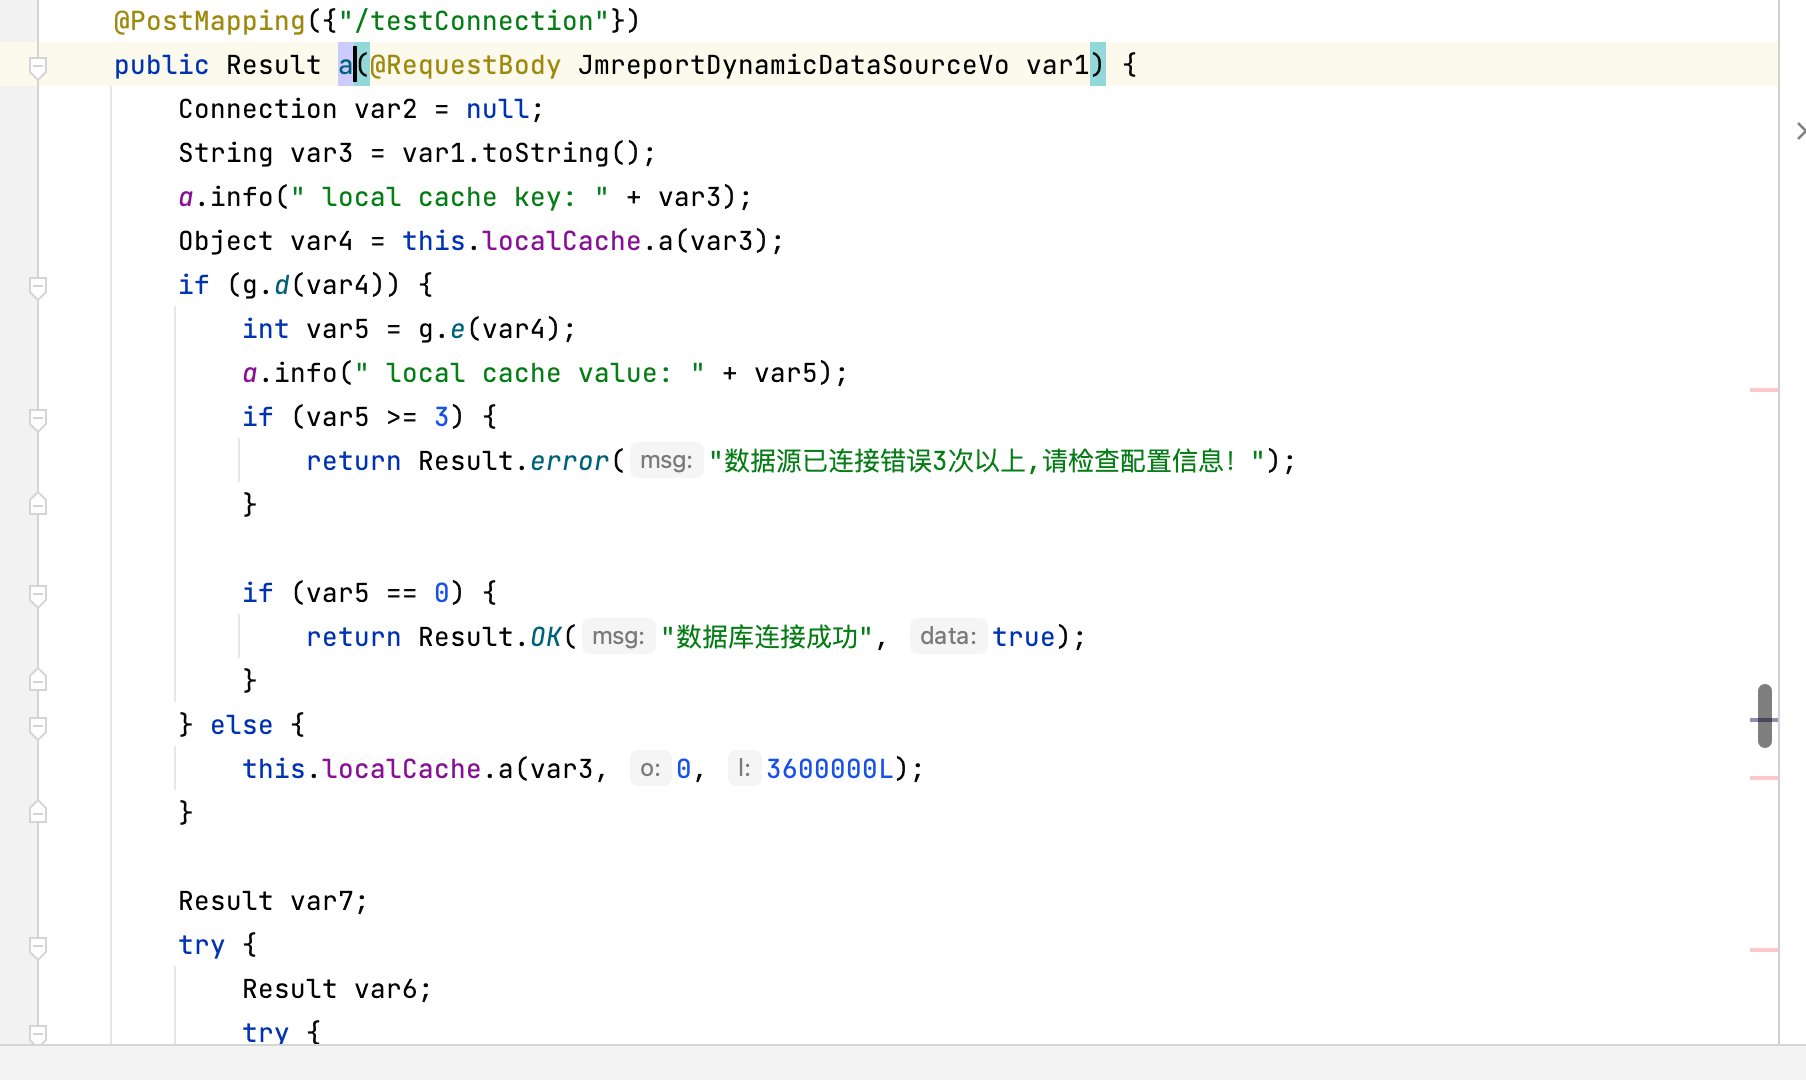 @PostMapping({"/testConnection"})
public Result a(@RequestBody JmreportDynamicDataSourceVo var1) {
Connection var2 = null;
String var3 = var1.toString();
a.info(" local cache key: " + var3);
Object var4 = this.localCache.a(var3);
if (g.d(var4)) {
int var5 = g.e(var4);
a.info(" local cache value: " + var5);
if (var5 >= 3) {
return Result.error( msg: "数据源已连接错误3次以上,请检查配置信息！");
}
if (var5 == 0) {
return Result.OK( msg: "数据库连接成功", data: true);
}
} else {
this.localCache.a(var3, o: 0, l: 3600000L);
}
Result var7;
try {
Result var6;
try {